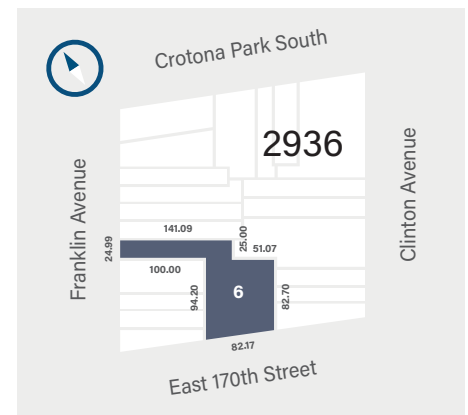 Crotona Park South
2936
Franklin Avenue
Clinton Avenue
141.09
24.99
25.00
51.07
100.00
94.20
6
82.70
82.17
East 170th Street